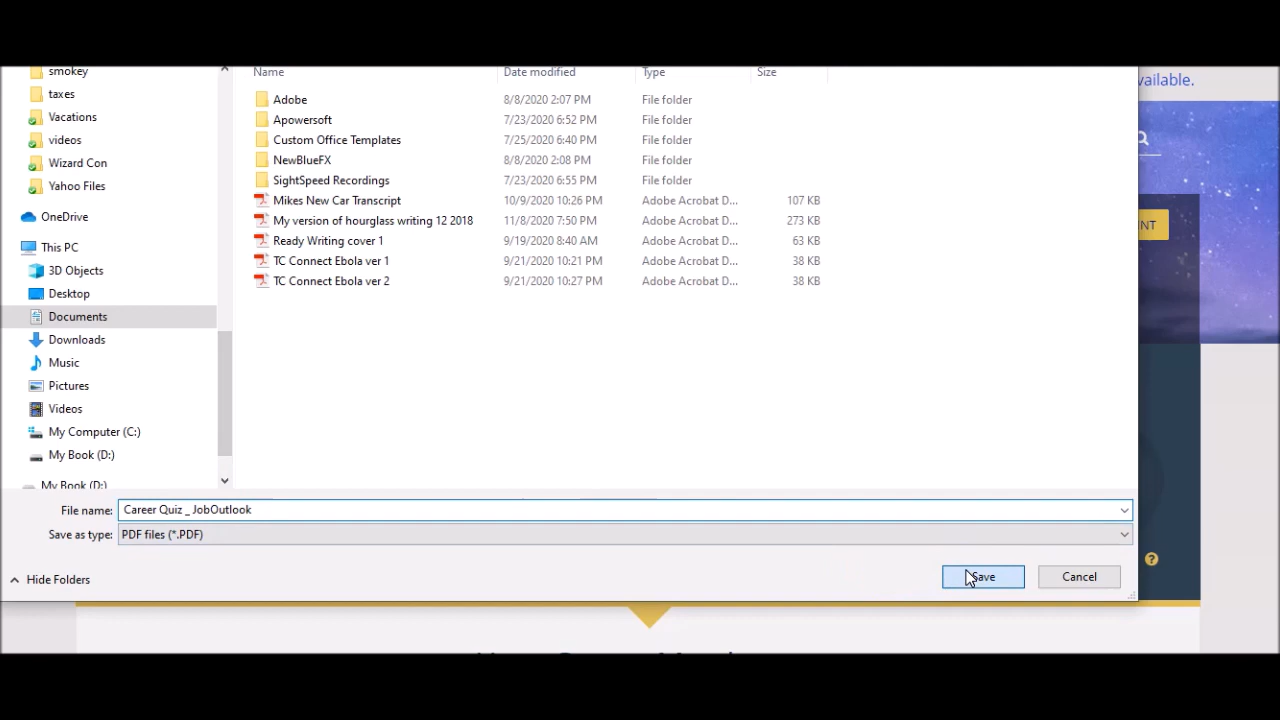 smokey
taxes
Vacations
videos
Wizard Con
Yahoo Files
OneDrive
This PC
3D Objects
Desktop
Documents
Downloads
Music
Pictures
Videos
My Computer (C:)
My Book (D:)
My Book (D:)
Name Date modified Type Size
Adobe 8/8/2020 2:07 PM File folder
Apowersoft 7/23/2020 6:52 PM File folder
Custom Office Templates 7/25/2020 6:40 PM File folder
NewBlueFX 8/8/2020 2:08 PM File folder
SightSpeed Recordings 7/23/2020 6:55 PM File folder
Mikes New Car Transcript 10/9/2020 10:26 PM Adobe Acrobat D... 107 KB
My version of hourglass writing 12 2018 11/8/2020 7:50 PM Adobe Acrobat D... 273 KB
Ready Writing cover 1 9/19/2020 8:40 AM Adobe Acrobat D... 63 KB
TC Connect Ebola ver 1 9/21/2020 10:21 PM Adobe Acrobat D... 38 KB
TC Connect Ebola ver 2 9/21/2020 10:27 PM Adobe Acrobat D... 38 KB
vailable.
NT
File name: Career Quiz _ JobOutlook
Save as type: PDF files (*.PDF)
Hide Folders
Save
Cancel
?